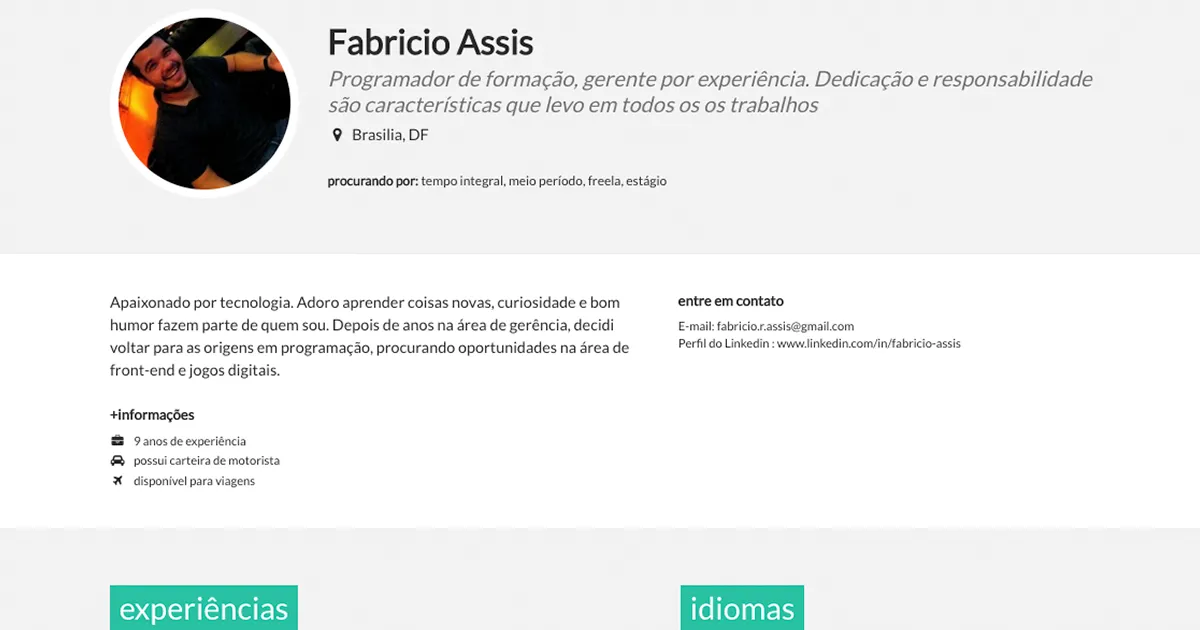 Fabricio Assis
Programador de formação, gerente por experiência. Dedicação e responsabilidade
são características que levo em todos os os trabalhos
Brasília, DF
procurando por: tempo integral, meio período, freela, estágio
Apaixonado por tecnologia. Adoro aprender coisas novas, curiosidade e bom
humor fazem parte de quem sou. Depois de anos na área de gerência, decidi
voltar para as origens em programação, procurando oportunidades na área de
front-end e jogos digitais.
+informações
9 anos de experiência
possui carteira de motorista
disponível para viagens
entre em contato
E-mail: fabricio.r.assis@gmail.com
Perfil do Linkedin : www.linkedin.com/in/fabricio-assis
experiências
idiomas